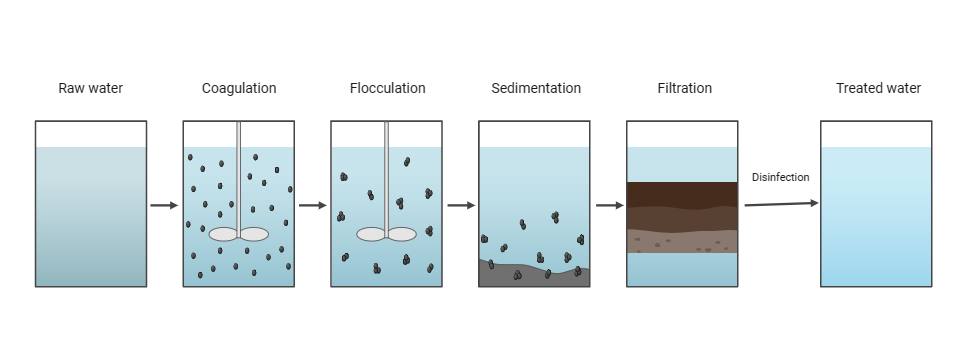 Raw water
Coagulation
Flocculation
Sedimentation
Filtration
Treated water
Disinfection